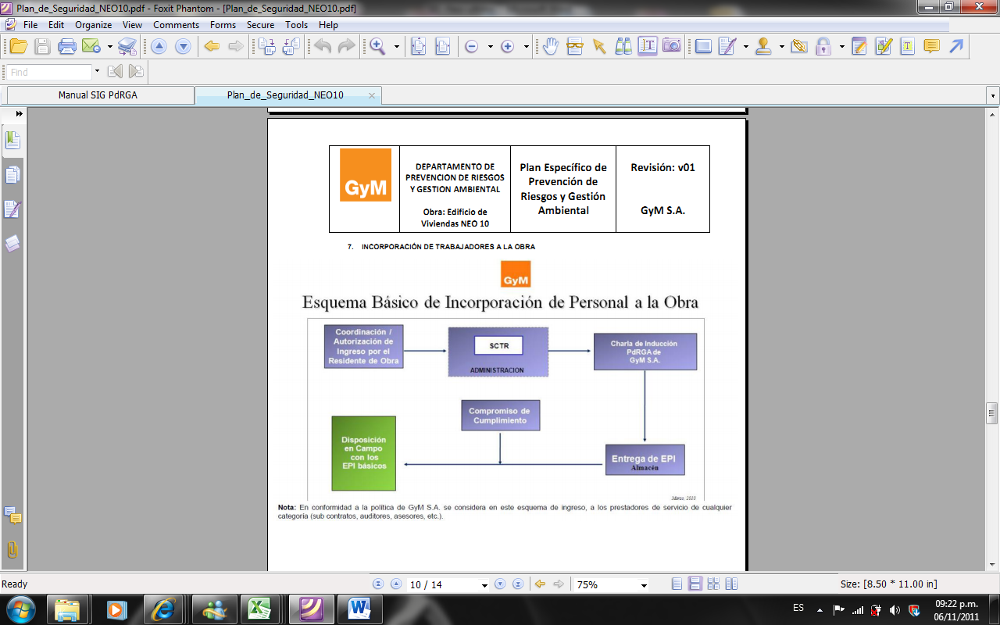 Plan_de_Seguridad_NEO10.pdf - Foxit Phantom - [Plan_de_Seguridad_NEO10.pdf]
File Edit Organize View Comments Forms Secure Tools Help
Find
Manual SIG PdRGA
Plan_de_Seguridad_NEO10
GyM
DEPARTAMENTO DE
PREVENCION DE RIESGOS
Y GESTION AMBIENTAL
Obra: Edificio de
Viviendas NEO 10
Plan Específico de
Prevención de
Riesgos y Gestión
Ambiental
Revisión: v01
GyM S.A.
7. INCORPORACIÓN DE TRABAJADORES A LA OBRA
GyM
Esquema Básico de Incorporación de Personal a la Obra
Coordinación /
Autorización de
Ingreso por el
Residente de Obra
SCTR
ADMINISTRACION
Charla de Inducción
PdRGA de
GyM S.A.
Compromiso de
Cumplimiento
Disposición
en Campo
con los
EPI básicos
Entrega de EPI
Almacén
Marzo, 2010
Nota: En conformidad a la política de GyM S.A. se considera en este esquema de ingreso, a los prestadores de servicio de cualquier
categoría (sub contratos, auditores, asesores, etc.).
Ready
10 / 14
75%
Size: [8.50 * 11.00 in]
ES
09:22 p.m.
06/11/2011